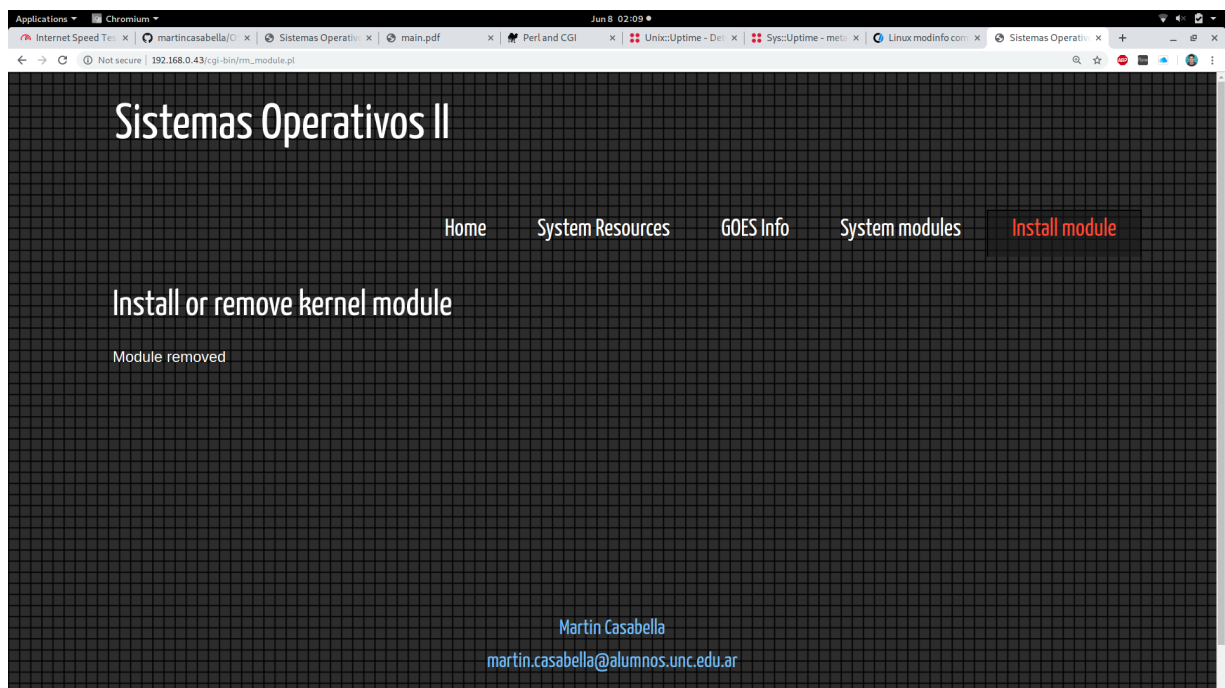 Applications Chromium Jun 8 02:09
Internet Speed Tes martincasabella/O Sistemas Operativo main.pdf Perl and CGI Unix::Uptime - Det Sys::Uptime - meta Linux modinfo com Sistemas Operativ
Not secure 192.168.0.43/cgi-bin/rm_module.pl
Sistemas Operativos II
Home System Resources GOES Info System modules Install module
Install or remove kernel module
Module removed
Martin Casabella
martin.casabella@alumnos.unc.edu.ar